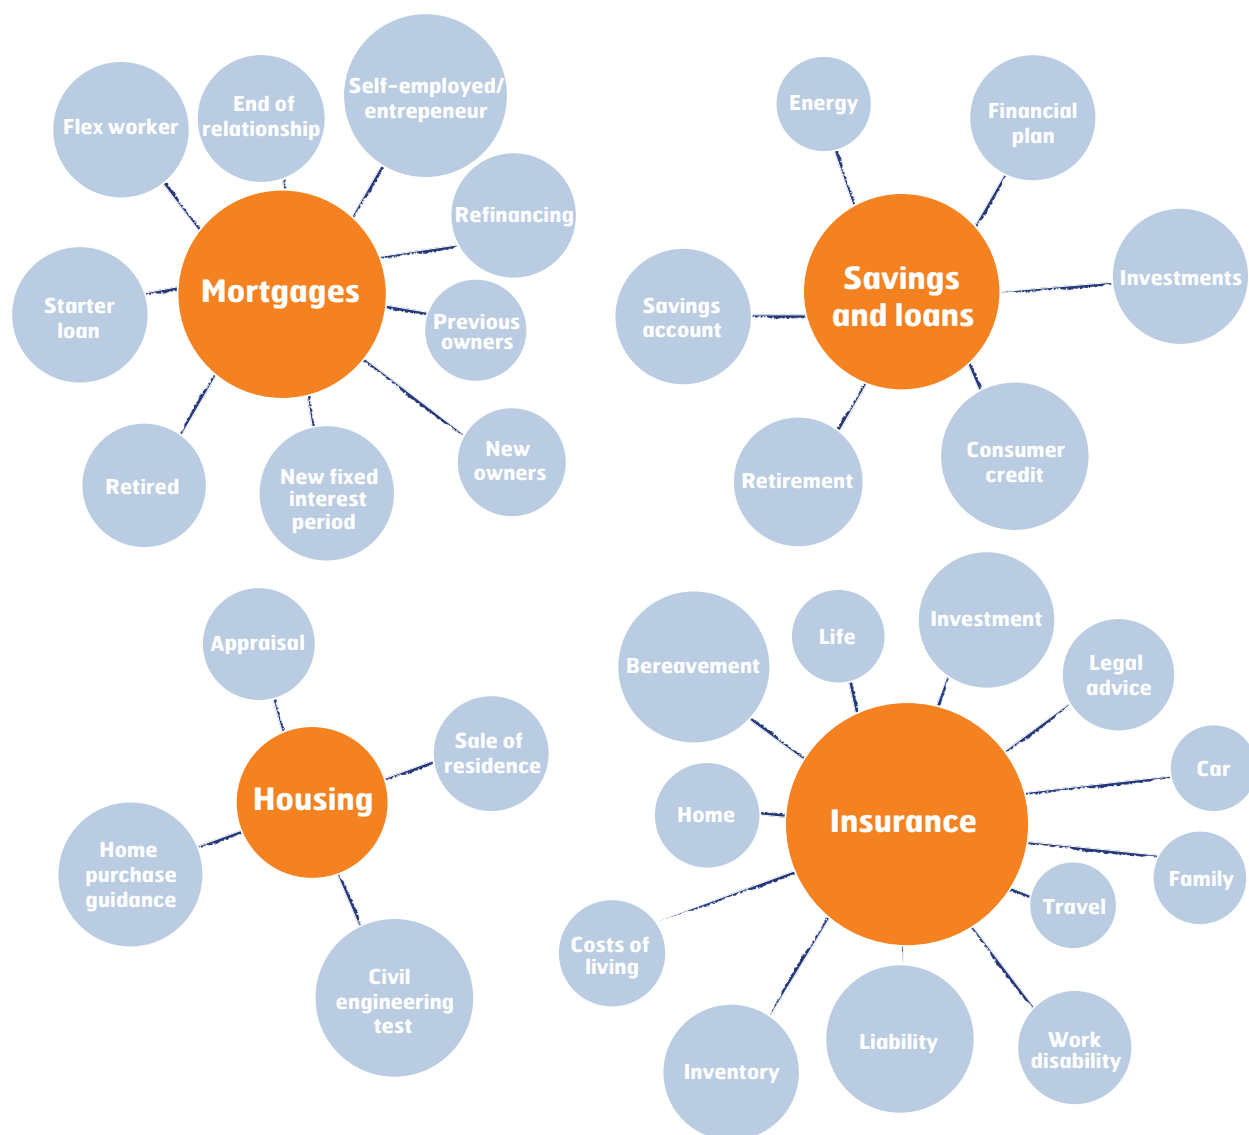 Flex worker
End of
relationship
Self-employed/
entrepeneur
Refinancing
Mortgages
Starter
loan
Previous
owners
Retired
New fixed
interest
period
New
owners
Energy
Financial
plan
Investments
Savings
and loans
Savings
account
Retirement
Consumer
credit
Appraisal
Sale of
residence
Housing
Home
purchase
guidance
Civil
engineering
test
Bereavement
Life
Investment
Legal
advice
Car
Home
Insurance
Family
Travel
Costs of
living
Inventory
Liability
Work
disability